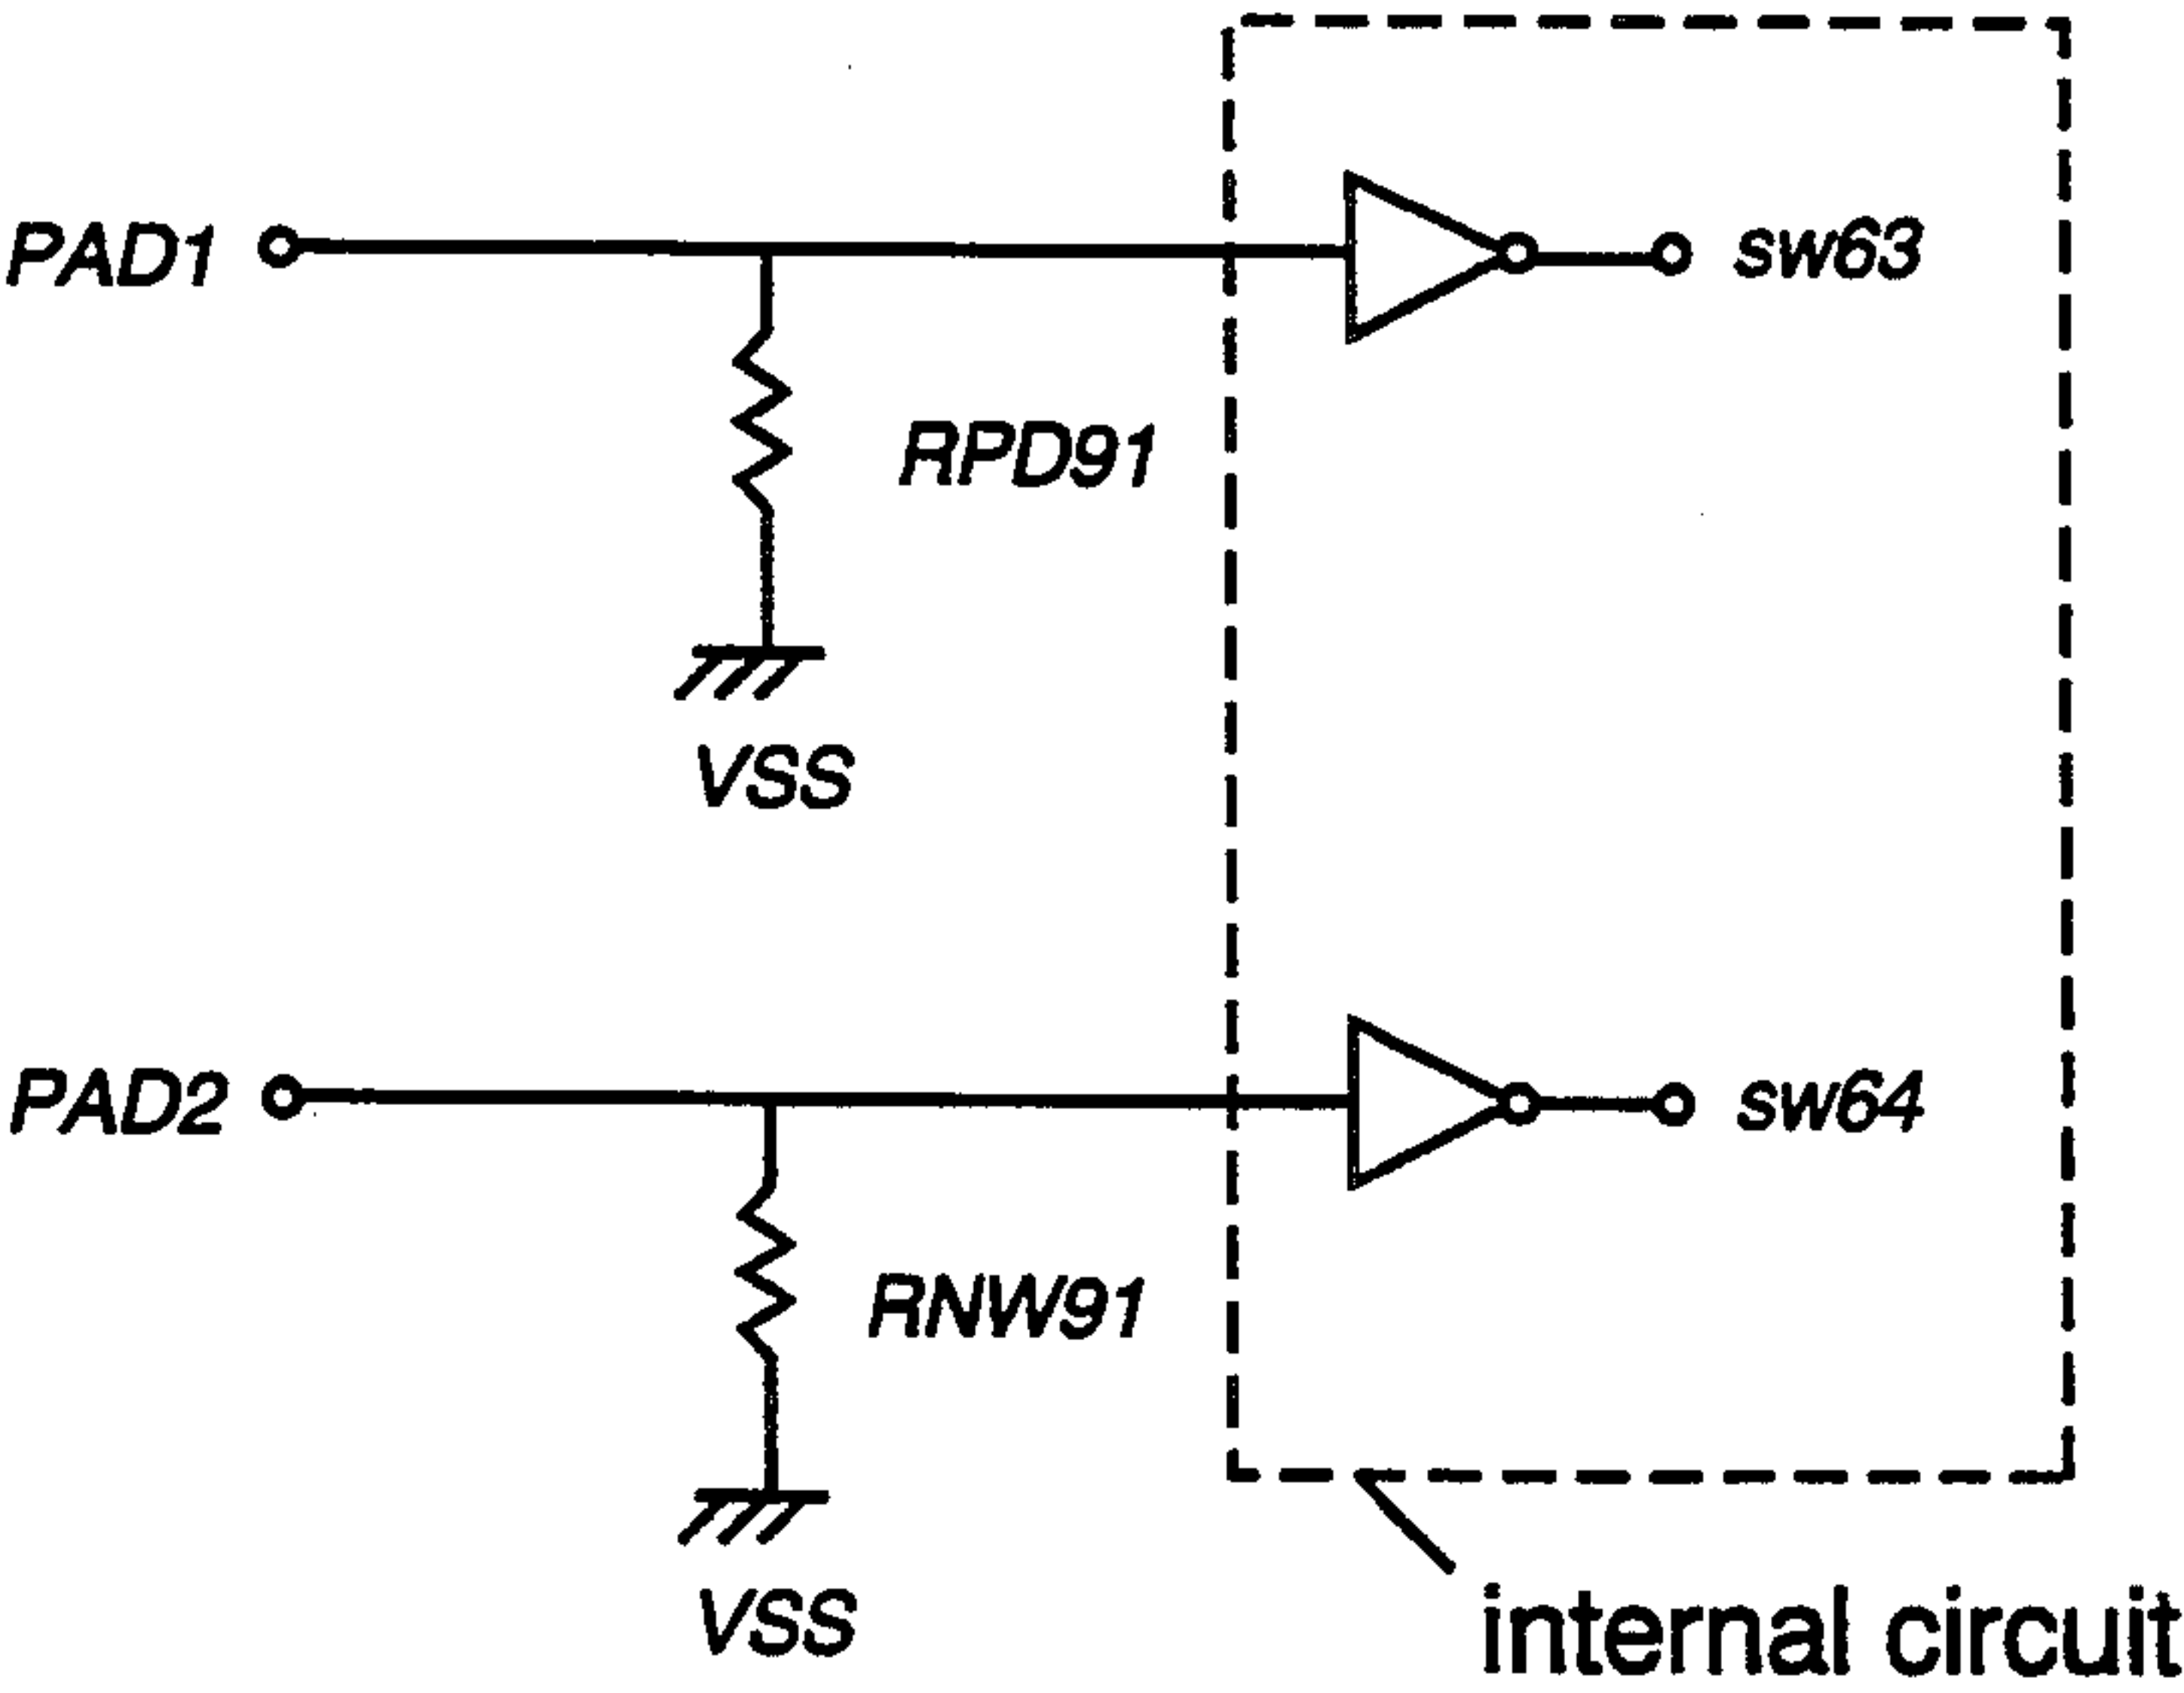 PAD1
sw63
RPD91
VSS
PAD2
sw64
RNW91
VSS
internal circuit